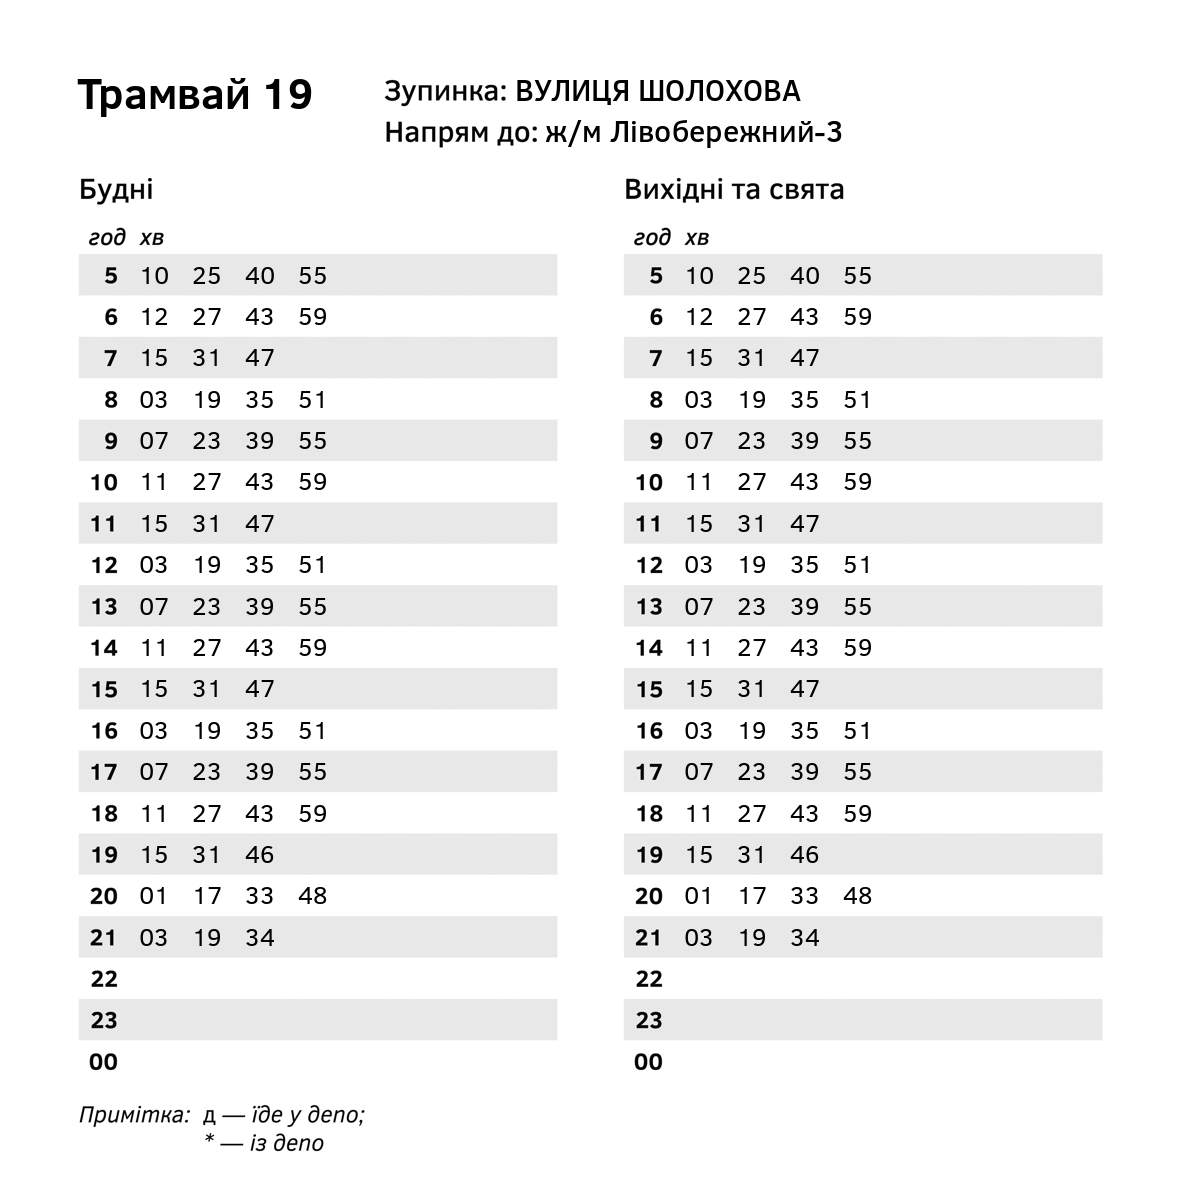 Трамвай 19
Зупинка: ВУЛИЦЯ ШОЛОХОВА
Напрям до: ж/м Лівобережний-3
Будні
год хв
5 10 25 40 55
6 12 27 43 59
7 15 31 47
8 03 19 35 51
9 07 23 39 55
10 11 27 43 59
11 15 31 47
12 03 19 35 51
13 07 23 39 55
14 11 27 43 59
15 15 31 47
16 03 19 35 51
17 07 23 39 55
18 11 27 43 59
19 15 31 46
20 01 17 33 48
21 03 19 34
22
23
00
Вихідні та свята
год хв
5 10 25 40 55
6 12 27 43 59
7 15 31 47
8 03 19 35 51
9 07 23 39 55
10 11 27 43 59
11 15 31 47
12 03 19 35 51
13 07 23 39 55
14 11 27 43 59
15 15 31 47
16 03 19 35 51
17 07 23 39 55
18 11 27 43 59
19 15 31 46
20 01 17 33 48
21 03 19 34
22
23
00
Примітка: д — їде у депо;
* — із депо